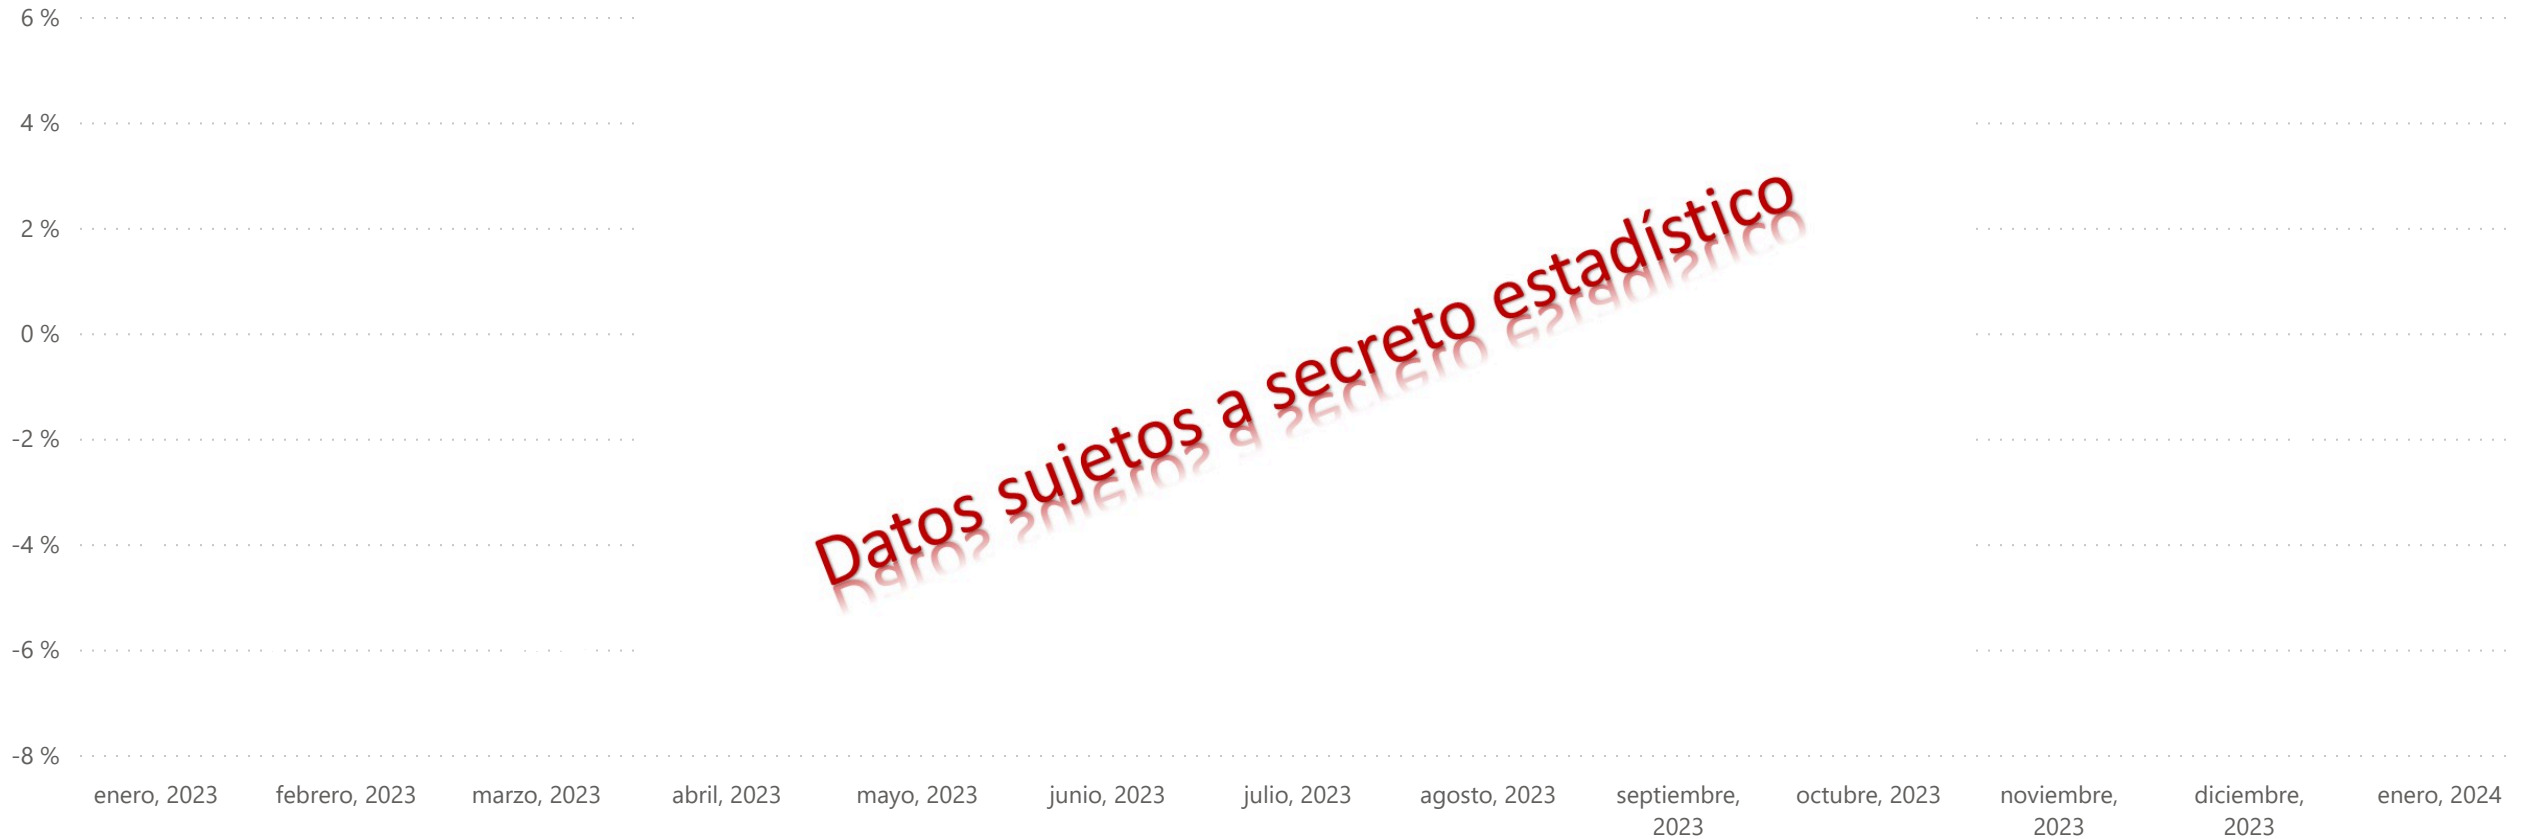 6 %
4 %
2 %
0 %
-2 %
-4 %
-6 %
-8 %
Datos sujetos a secreto estadístico
enero, 2023
febrero, 2023
marzo, 2023
abril, 2023
mayo, 2023
junio, 2023
julio, 2023
agosto, 2023
septiembre,
2023
octubre, 2023
noviembre,
2023
diciembre,
2023
enero, 2024